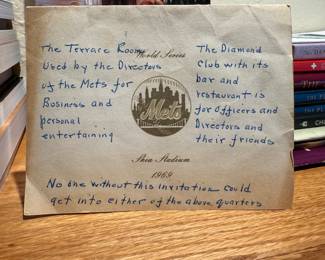 World Series
The Terrace Room
Used by the Directors
of the Mets for
Business and
personal
entertaining
The Diamond
Club with its
bar and
restaurant is
for officers and
Directors and
their friends
Mets
Shea Stadium
1969
No one without this invitation could
get into either of the above quarters